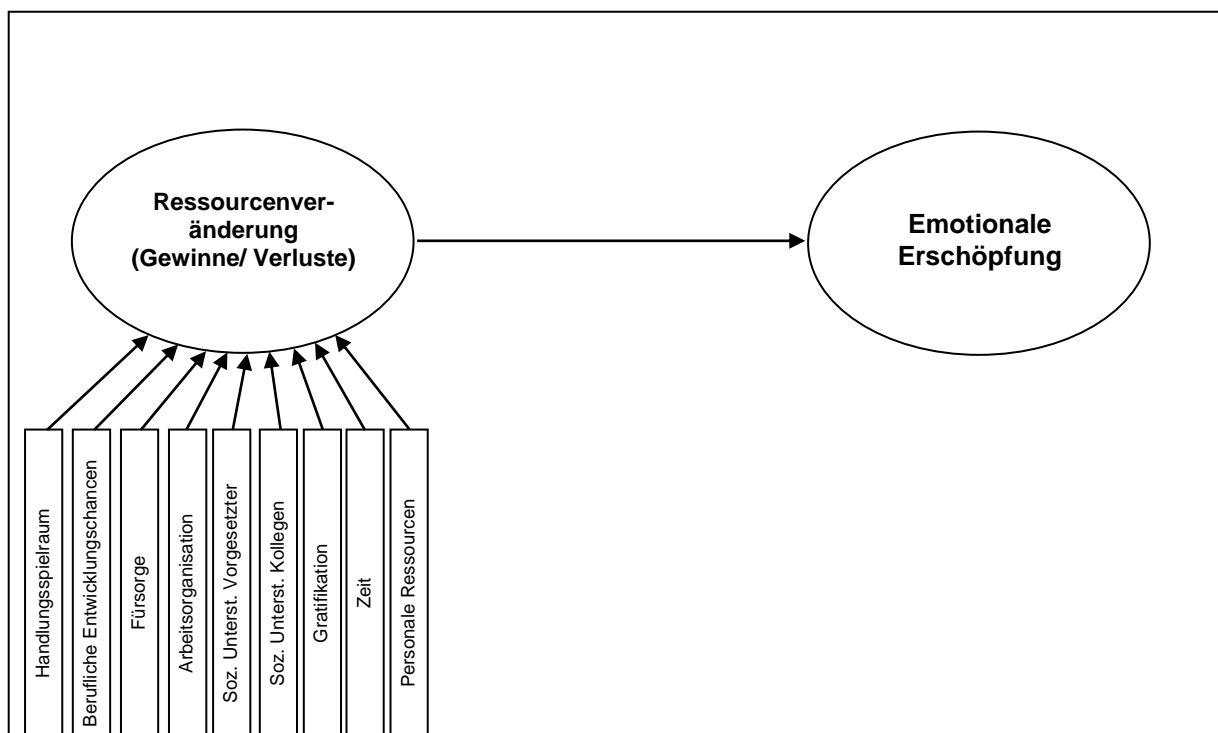 Ressourcenver-
änderung
(Gewinne/ Verluste)
Emotionale
Erschöpfung
Handlungsspielraum
Berufliche Entwicklungschancen
Fürsorge
Arbeitsorganisation
Soz. Unterst. Vorgesetzter
Soz. Unterst. Kollegen
Gratifikation
Zeit
Personale Ressourcen